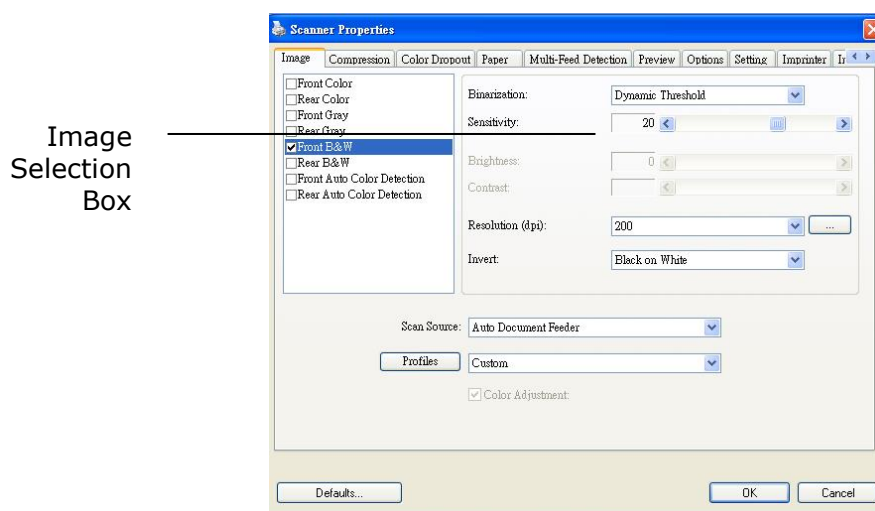 Scanner Properties
Image Compression Color Dropout Paper Multi-Feed Detection Preview Options Setting Imprinter
Front Color
Rear Color
Front Gray
Rear Gray
Front B&W
Rear B&W
Front Auto Color Detection
Rear Auto Color Detection
Binarization: Dynamic Threshold
Sensitivity: 20
Brightness: 0
Contrast:
Resolution (dpi): 200 ...
Invert: Black on White
Image
Selection
Box
Scan Source: Auto Document Feeder
Profiles Custom
Color Adjustment:
Defaults... OK Cancel